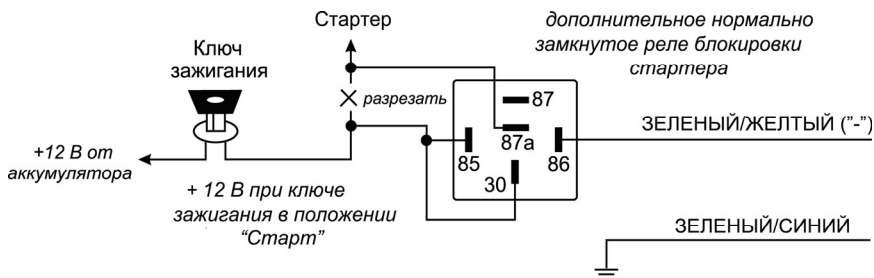 Стартер
дополнительное нормально
замкнутое реле блокировки
стартера
Ключ
зажигания
разрезать
87
87а
85
86
30
ЗЕЛЕНЫЙ/ЖЕЛТЫЙ ("-")
+12 В от
аккумулятора
+ 12 В при ключе
зажигания в положении
“Старт”
ЗЕЛЕНЫЙ/СИНИЙ